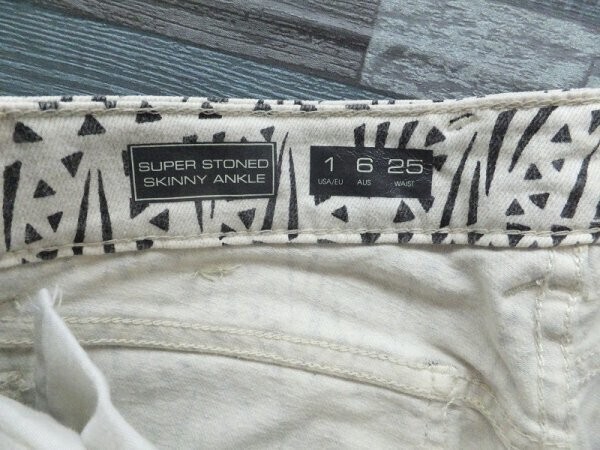 SUPER STONED
SKINNY ANKLE
1 6 25
USA/EU AUS WAIST